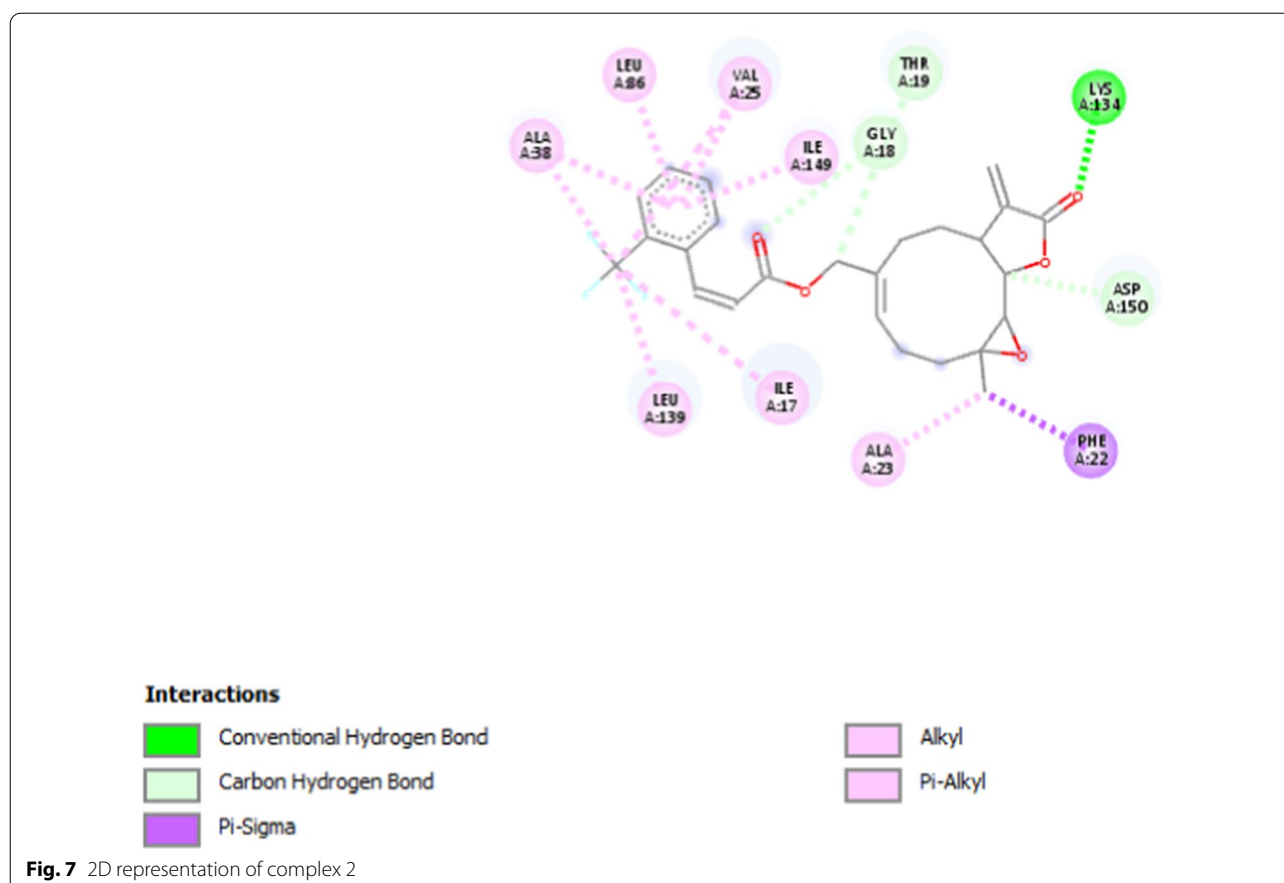 THR
A:19
LEU
A:86
VAL
A:25
LYS
A:134
ALA
A:38
GLY
A:18
ILE
A:149
O
O
O
O
ASP
A:150
O
ILE
A:17
LEU
A:139
ALA
A:23
PHE
A:22
Interactions
Conventional Hydrogen Bond
Carbon Hydrogen Bond
Pi-Sigma
Alkyl
Pi-Alkyl
Fig. 7 2D representation of complex 2